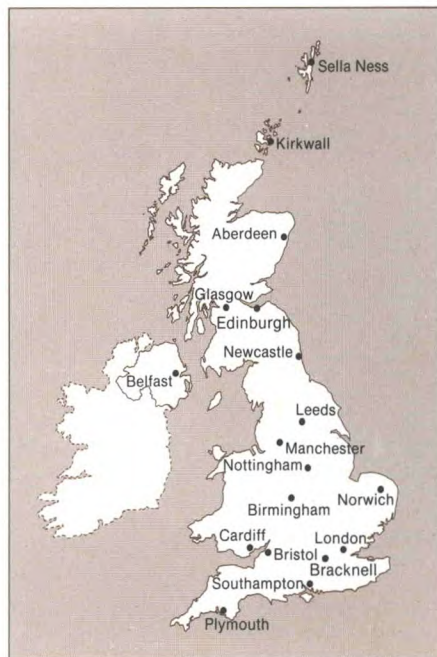 Sella Ness
Kirkwall
Aberdeen
Glasgow
Edinburgh
Newcastle
Belfast
Leeds
Manchester
Nottingham
Norwich
Birmingham
Cardiff
London
Bristol
Bracknell
Southampton
Plymouth